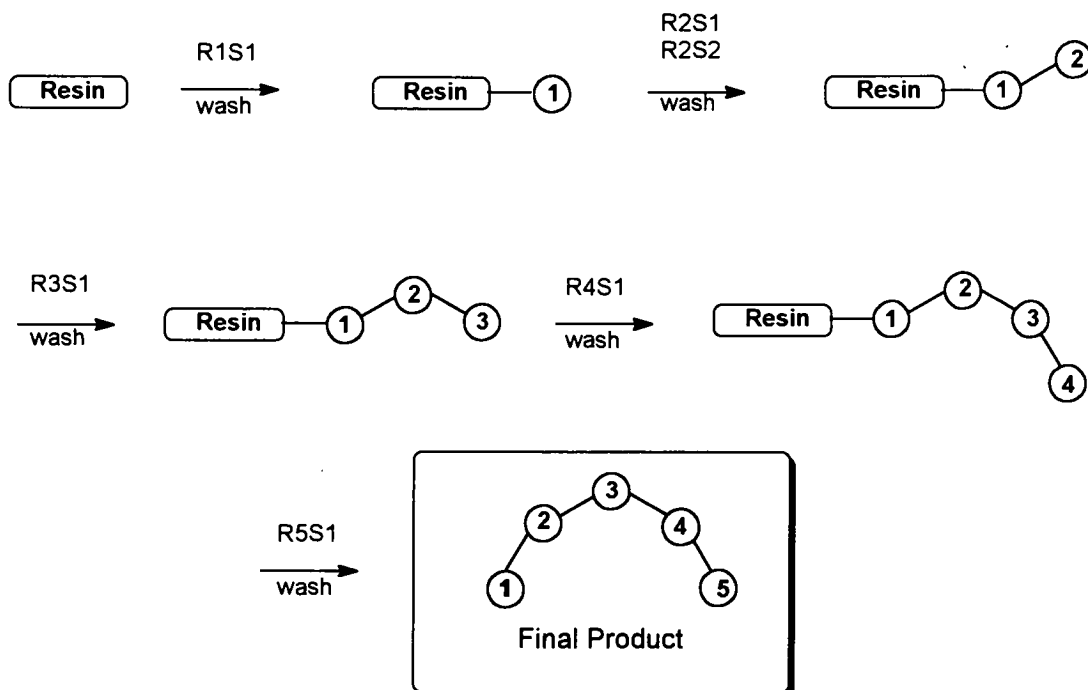 Resin
R1S1
wash
Resin 1
R2S1
R2S2
wash
Resin 1 2
R3S1
wash
Resin 1 2 3
R4S1
wash
Resin 1 2 3 4
R5S1
wash
1 2 3 4 5
Final Product